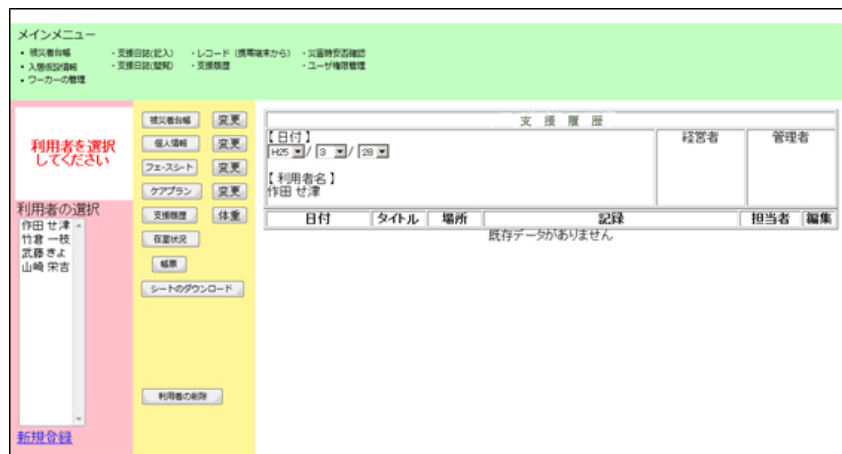 メインメニュー
• 被災者台帳 ・支援日誌(記入) ・レコード（携帯端末から） ・災害時安否確認
• 入居仮設情報 ・支援日誌(閲覧) ・支援履歴 ・ユーザ権限管理
• ワーカーの管理
利用者を選択
してください
利用者の選択
作田 せ津
竹倉 一枝
武藤 きよ
山崎 栄吉
新規登録
被災者台帳 変更
個人情報 変更
フェ-スシート 変更
ケアプラン 変更
支援履歴 体重
在室状況
帳票
シートのダウンロード
利用者の削除
支 援 履 歴
【日付】
H25 / 3 / 28
【利用者名】
作田 せ津
経営者 管理者
日付 タイトル 場所 記録 担当者 編集
既存データがありません